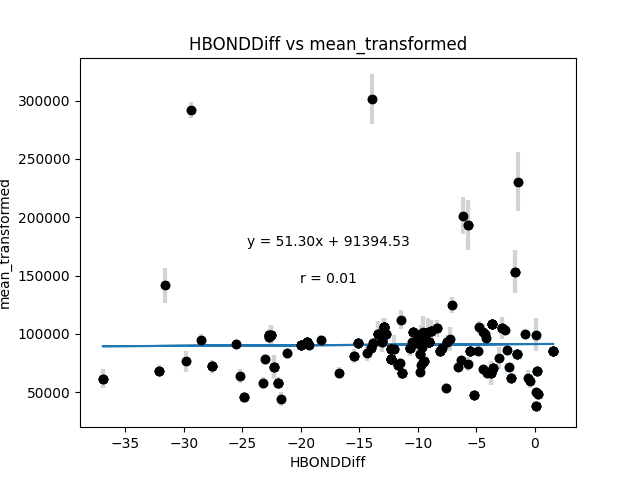 HBONDDiff vs mean_transformed
300000
250000
200000
150000
100000
50000
mean_transformed
y = 51.30x + 91394.53
r = 0.01
−35 −30 −25 −20 −15 −10 −5 0
HBONDDiff